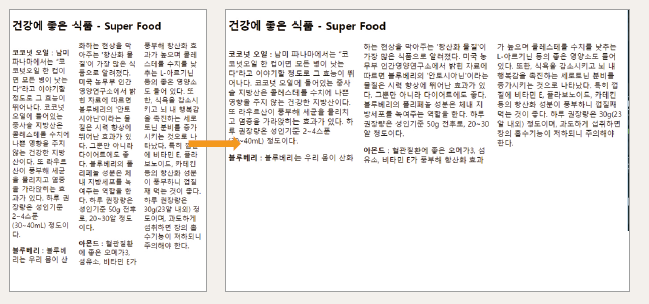 건강에 좋은 식품 - Super Food
코코넛 오일 : 남미
파나마에서는 "코
코넛오일 한 컵이
면 모든 병이 낫는
다"라고 이야기할
정도로 그 효능이
뛰어나다. 코코넛
오일에 들어있는
중사슬 지방산은
콜레스테롤 수치에
나쁜 영향을 주지
않는 건강한 지방
산이다. 또 라우르
산이 풍부해 세균
을 물리치고 염증
을 가라앉히는 효
과가 있다. 하루 권
장량은 성인기준
2~4스푼
(30~40mL) 정도이
다.
블루베리 : 블루베
리는 우리 몸이 산
화하는 현상을 막
아주는 '항산화 물
질'이 가장 많은 식
품으로 알려졌다.
미국 농무부 인간
영양연구소에서 밝
힌 자료에 따르면
블루베리의 '안토
시아닌'이라는 물
질은 시력 향상에
뛰어난 효과가 있
다. 그뿐만 아니라
다이어트에도 좋
다. 블루베리의 폴
리페놀 성분은 체
내 지방세포를 녹
여주는 역할을 한
다. 하루 권장량은
성인기준 50g 전후
로, 20~30알 정도
이다.
아몬드 : 혈관질환
에 좋은 오메가3,
섬유소, 비타민 E가
풍부해 항산화 효
과가 높으며 콜레
스테롤 수치를 낮
추는 L-아르기닌
등의 좋은 영양소
도 들어 있다. 또
한, 식욕을 감소시
키고 뇌 내 행복감
을 촉진하는 세로
토닌 분비를 증가
시키는 것으로 나
타났다. 특히 껍질
에 비타민 E, 플라
보노이드, 카테킨
등의 항산화 성분
이 풍부하니 껍질
째 먹는 것이 좋다.
하루 권장량은
30g(23알 내외) 정
도이며, 과도하게
섭취하면 장의 흡
수기능이 저하되니
주의해야 한다.
건강에 좋은 식품 - Super Food
코코넛 오일 : 남미 파나마에서는 "코
코넛오일 한 컵이면 모든 병이 낫는
다"라고 이야기할 정도로 그 효능이 뛰
어나다. 코코넛 오일에 들어있는 중사
슬 지방산은 콜레스테롤 수치에 나쁜
영향을 주지 않는 건강한 지방산이다.
또 라우르산이 풍부해 세균을 물리치
고 염증을 가라앉히는 효과가 있다. 하
루 권장량은 성인기준 2~4스푼
~40mL) 정도이다.
블루베리 : 블루베리는 우리 몸이 산화
하는 현상을 막아주는 '항산화 물질'이
가장 많은 식품으로 알려졌다. 미국 농
무부 인간영양연구소에서 밝힌 자료에
따르면 블루베리의 '안토시아닌'이라는
물질은 시력 향상에 뛰어난 효과가 있
다. 그뿐만 아니라 다이어트에도 좋다.
블루베리의 폴리페놀 성분은 체내 지
방세포를 녹여주는 역할을 한다. 하루
권장량은 성인기준 50g 전후로, 20~30
알 정도이다.
아몬드 : 혈관질환에 좋은 오메가3, 섬
유소, 비타민 E가 풍부해 항산화 효과
가 높으며 콜레스테롤 수치를 낮추는
L-아르기닌 등의 좋은 영양소도 들어
있다. 또한, 식욕을 감소시키고 뇌 내
행복감을 촉진하는 세로토닌 분비를
증가시키는 것으로 나타났다. 특히 껍
질에 비타민 E, 플라보노이드, 카테킨
등의 항산화 성분이 풍부하니 껍질째
먹는 것이 좋다. 하루 권장량은 30g(23
알 내외) 정도이며, 과도하게 섭취하면
장의 흡수기능이 저하되니 주의해야
한다.